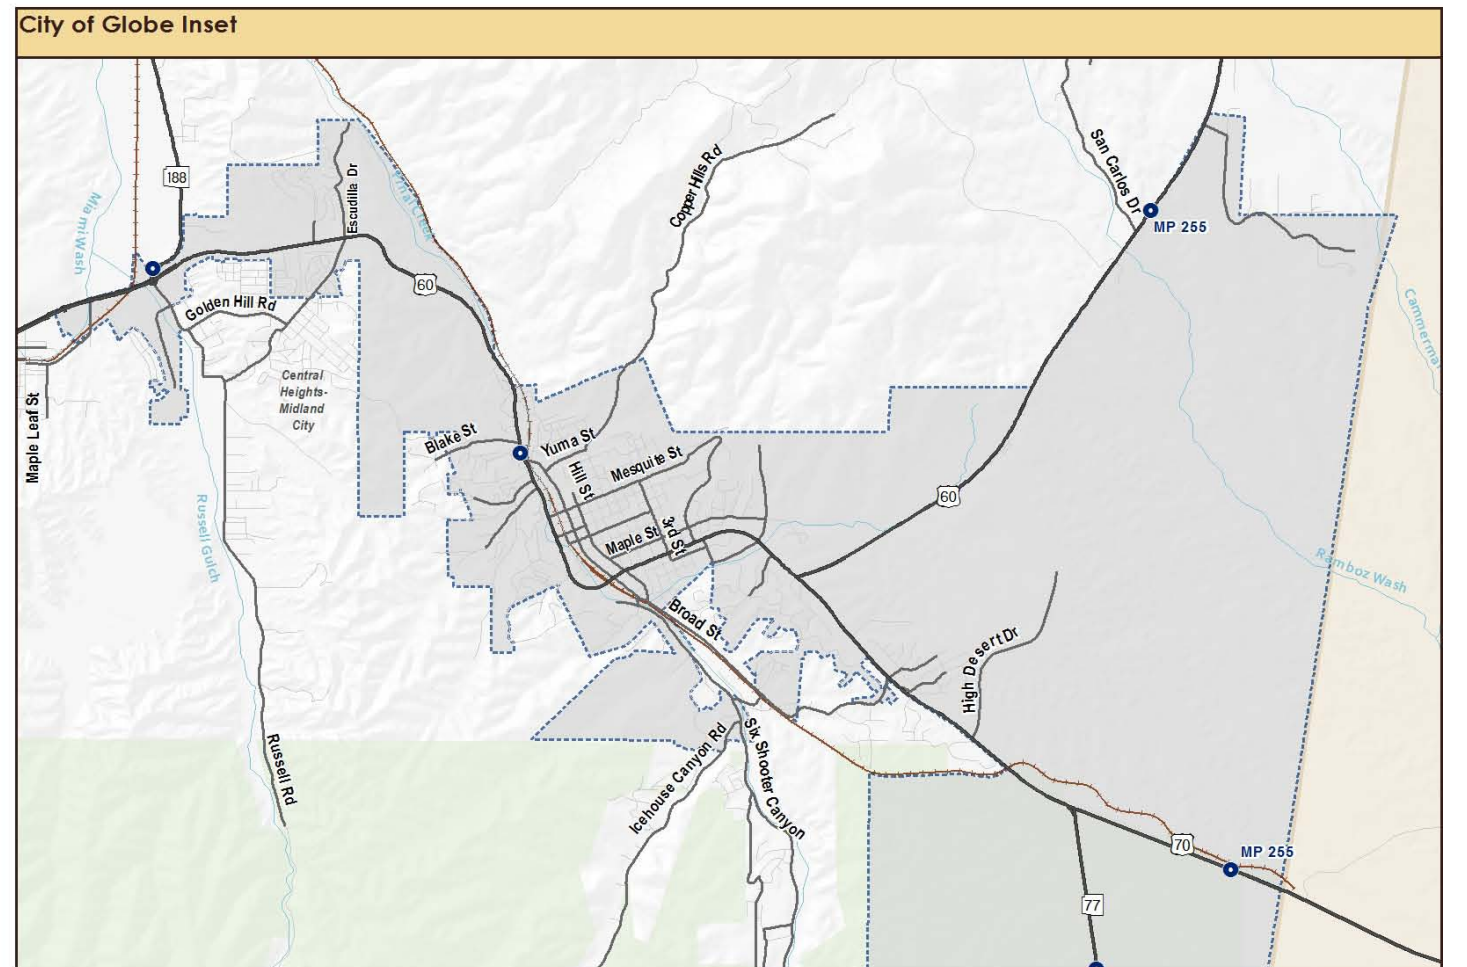 City of Globe Inset
188
Escudilla Dr
Pinal Creek
Miami Wash
Copper Hills Rd
San Carlos Dr
MP 255
60
Golden Hill Rd
Central
Heights-
Midland
City
Maple Leaf St
Blake St
Yuma St
Hill St
Mesquite St
Maple St
3rd St
60
Russell Gulch
Broad St
High Desert Dr
Ramboz Wash
Russell Rd
Icehouse Canyon Rd
Six Shooter Canyon
70
MP 255
77